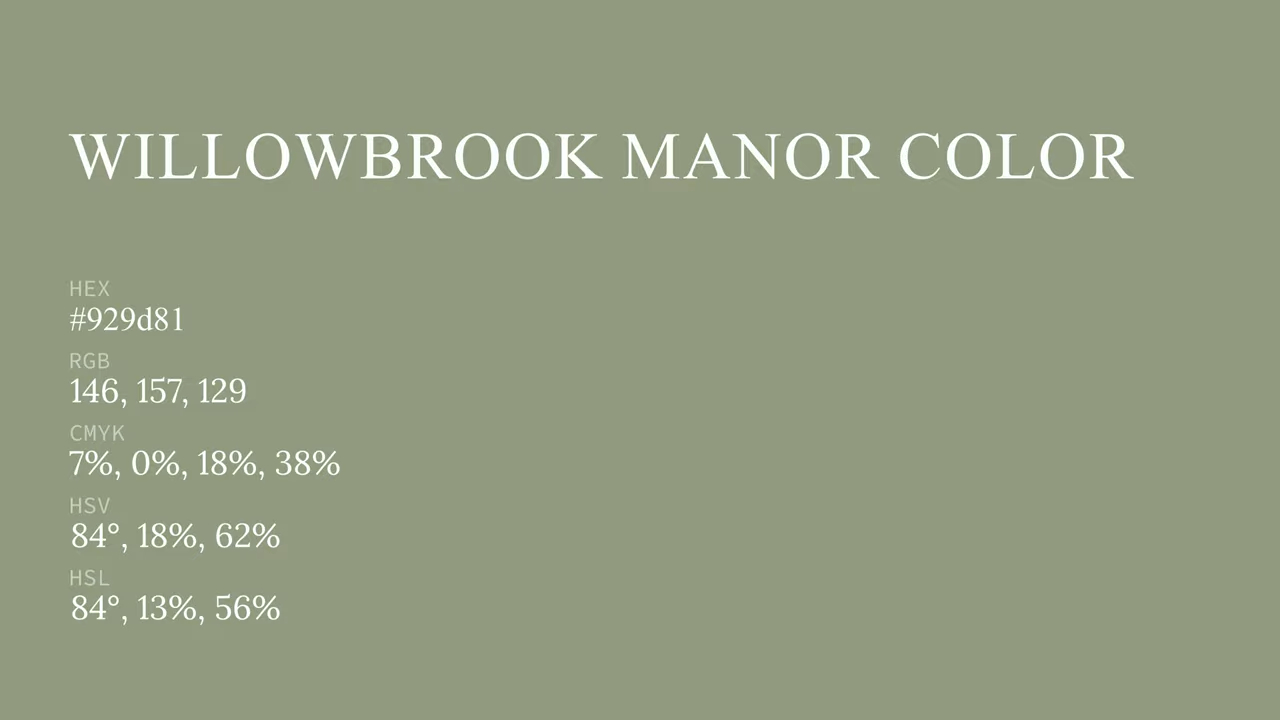 WILLOWBROOK MANOR COLOR
HEX
#929d81
RGB
146, 157, 129
CMYK
7%, 0%, 18%, 38%
HSV
84°, 18%, 62%
HSL
84°, 13%, 56%